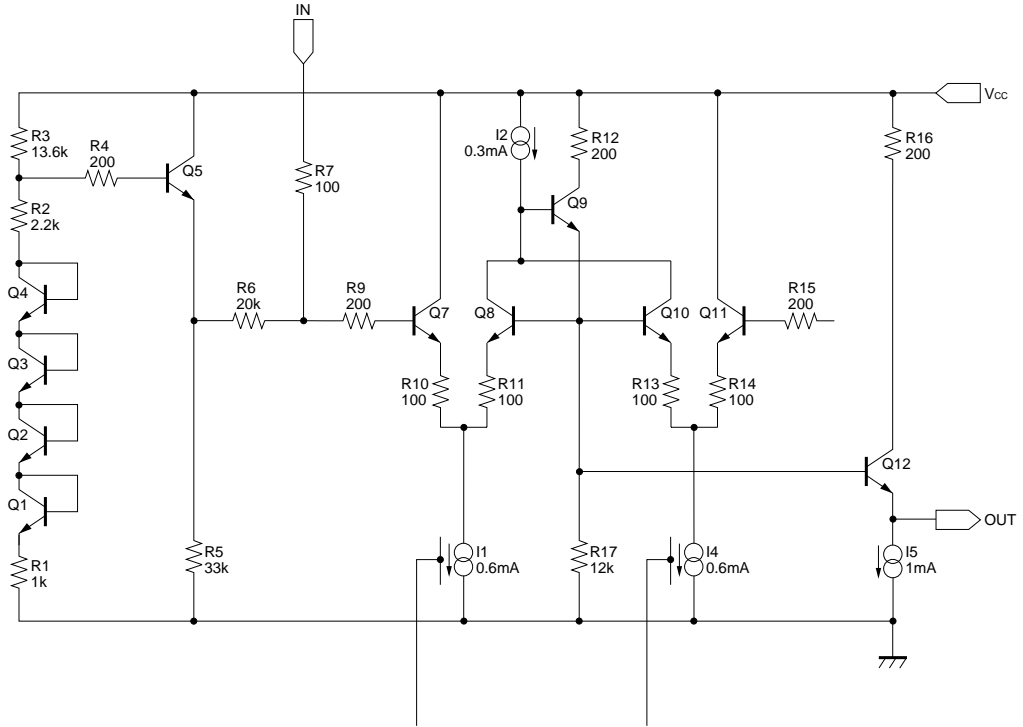 IN
Vcc
R3
13.6k
R4
200
Q5
R7
100
I2
0.3mA
R12
200
R16
200
R2
2.2k
Q9
Q4
R6
20k
R9
200
Q7
Q8
Q10
Q11
R15
200
Q3
R10
100
R11
100
R13
100
R14
100
Q2
Q12
Q1
OUT
R1
1k
R5
33k
I1
0.6mA
R17
12k
I4
0.6mA
I5
1mA